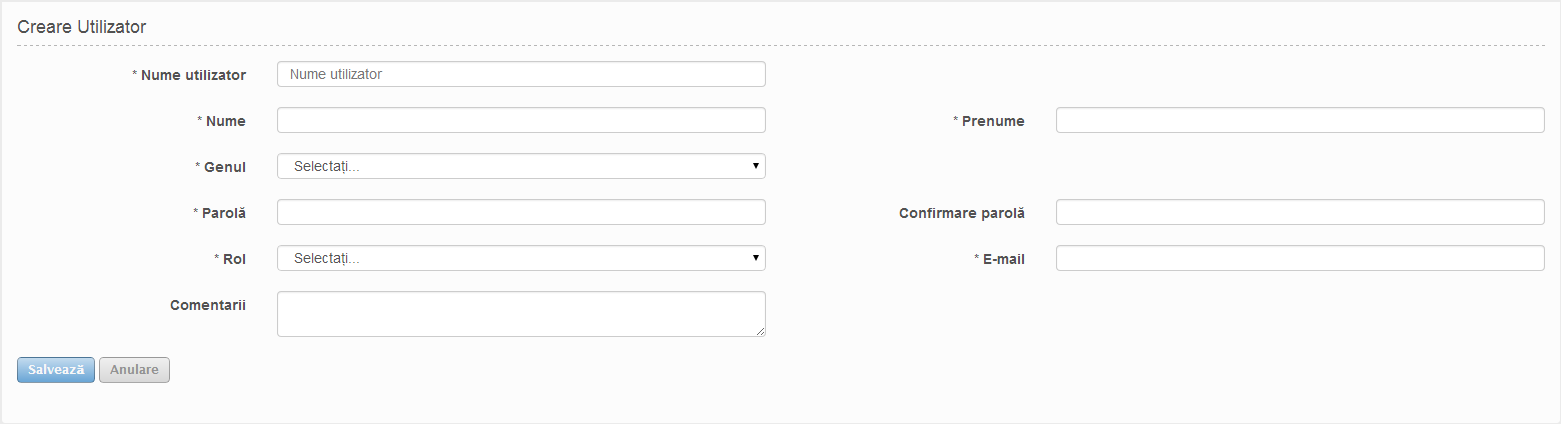 Creare Utilizator
* Nume utilizator Nume utilizator
* Nume * Prenume
* Genul Selectați...
* Parolă Confirmare parolă
* Rol Selectați... * E-mail
Comentarii
Salvează Anulare